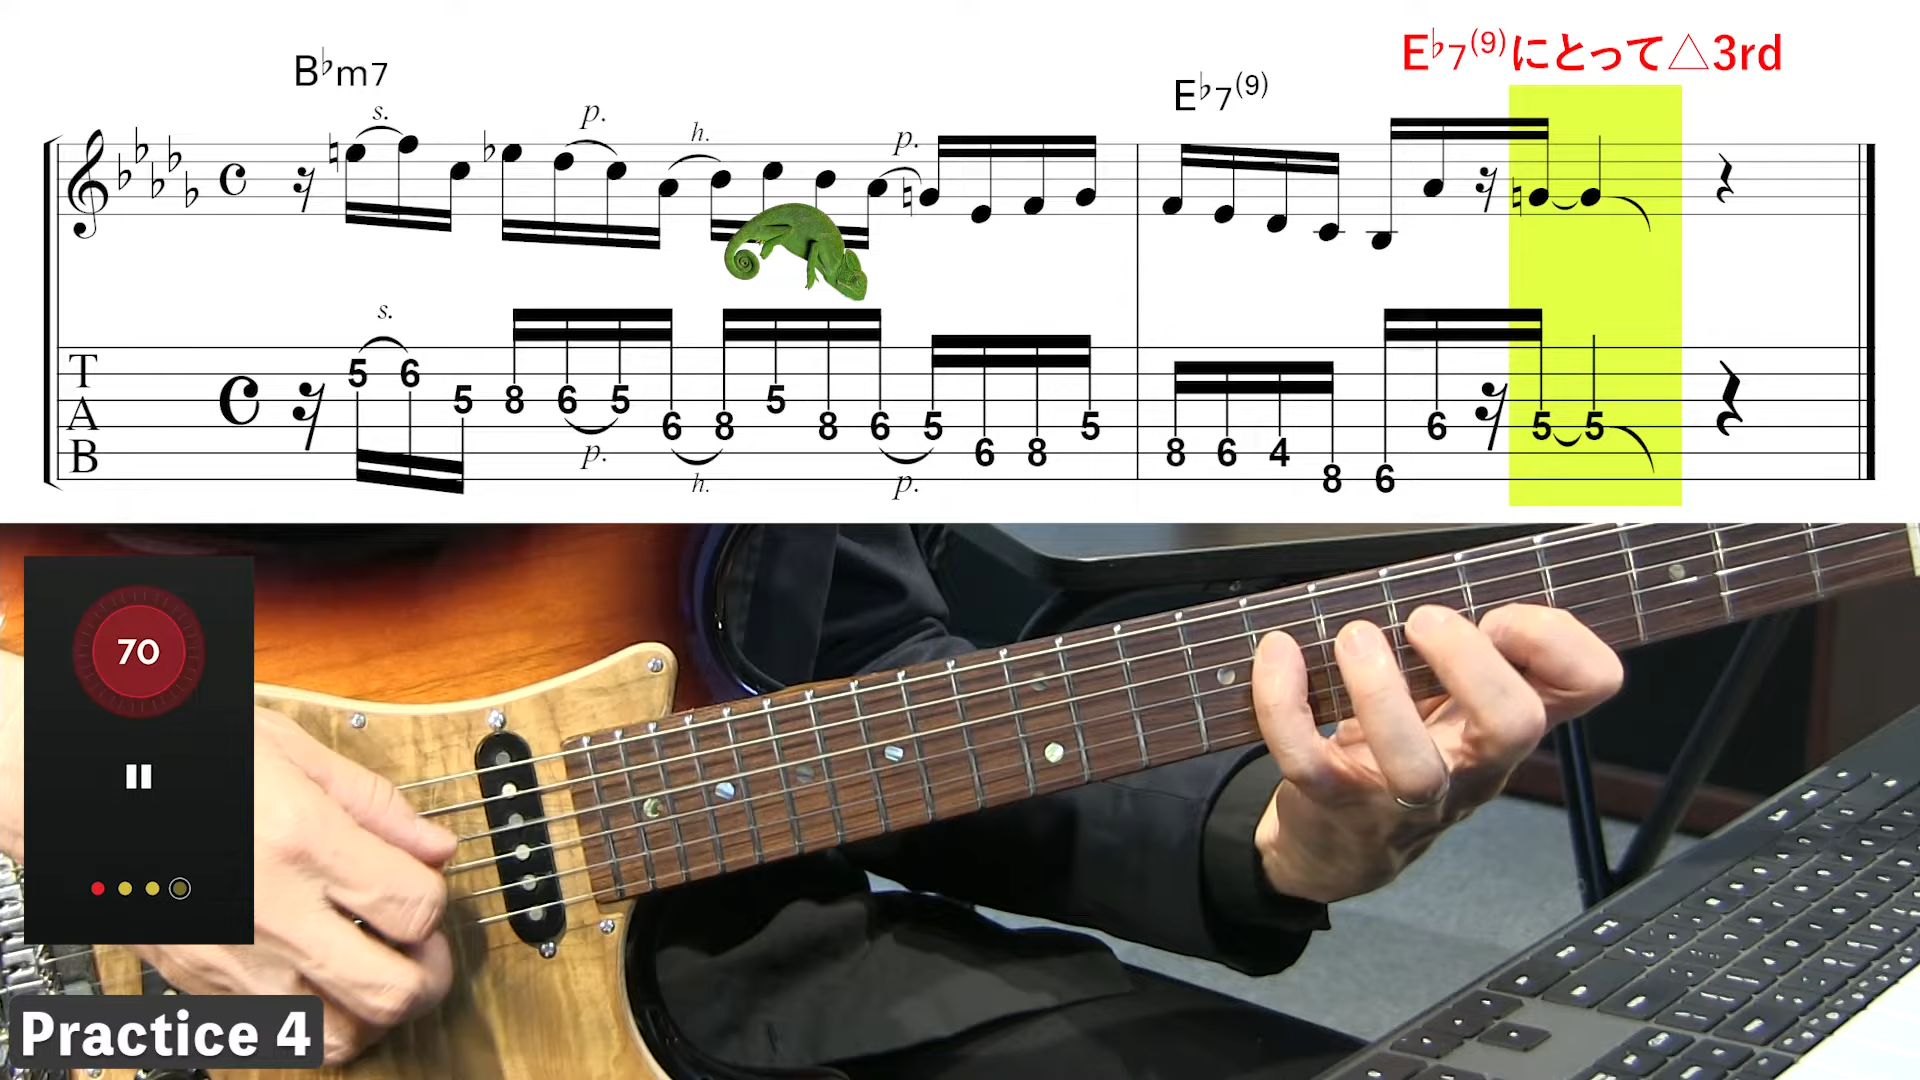 E♭7(9)にとって△3rd
B♭m7
E♭7(9)
s. p. h. p.
s.
T 5 6 5 8 6 5 6 8 5 8 6 5 6 8 5 8 6 4 8 6 6 5 5
A
B
p. h. p.
70
Practice 4